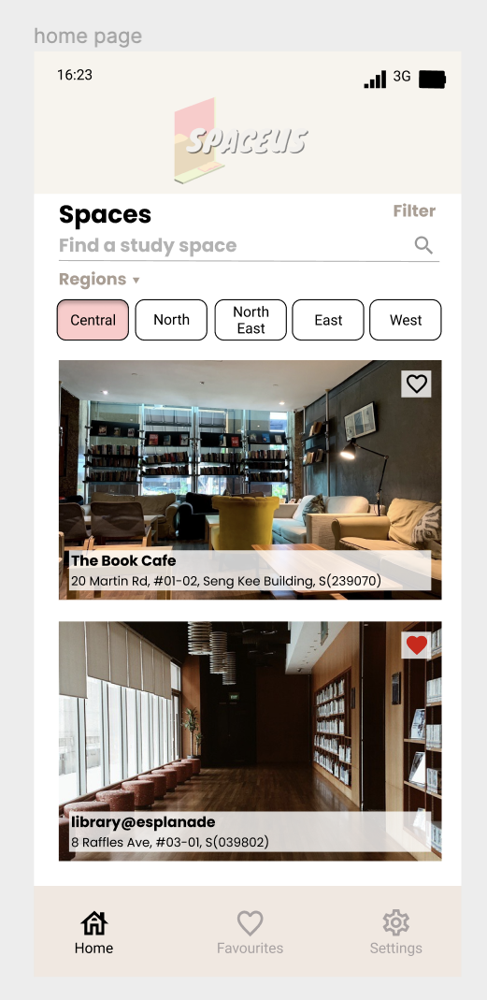 home page
16:23
3G
SPACEUS
Spaces
Filter
Find a study space
Regions ▼
Central
North
North
East
East
West
The Book Cafe
20 Martin Rd, #01-02, Seng Kee Building, S(239070)
library@esplanade
8 Raffles Ave, #03-01, S(039802)
Home
Favourites
Settings